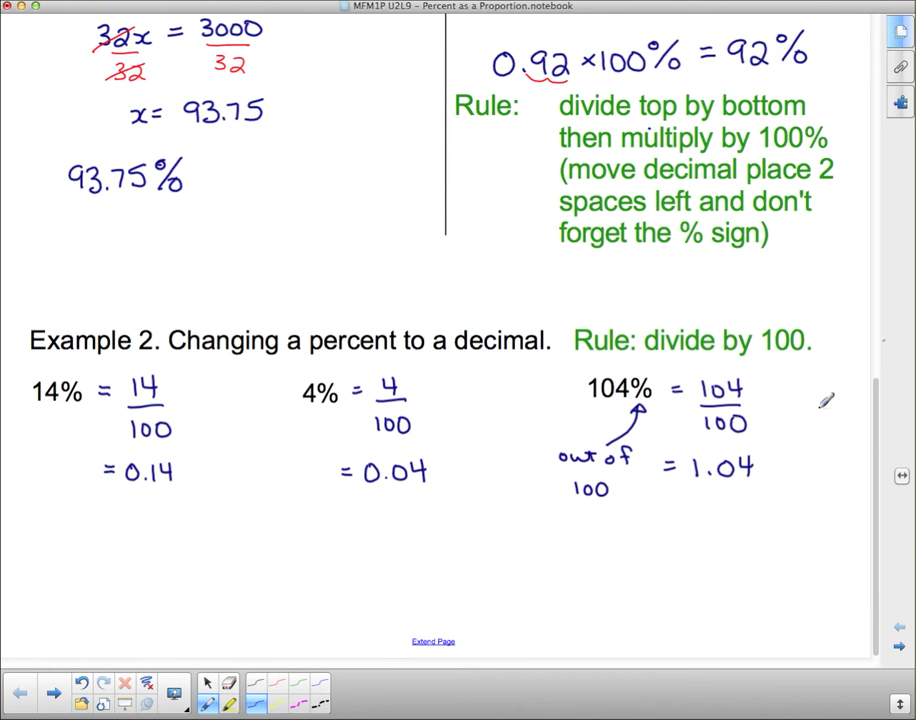 MFM1P U2L9 – Percent as a Proportion.notebook
32x = 3000
32 32
x = 93.75
93.75%
0.92 ×100% = 92%
Rule: divide top by bottom
then multiply by 100%
(move decimal place 2
spaces left and don't
forget the % sign)
Example 2. Changing a percent to a decimal. Rule: divide by 100.
14% = 14/100
= 0.14
4% = 4/100
= 0.04
104% = 104/100
out of
100
= 1.04
Extend Page